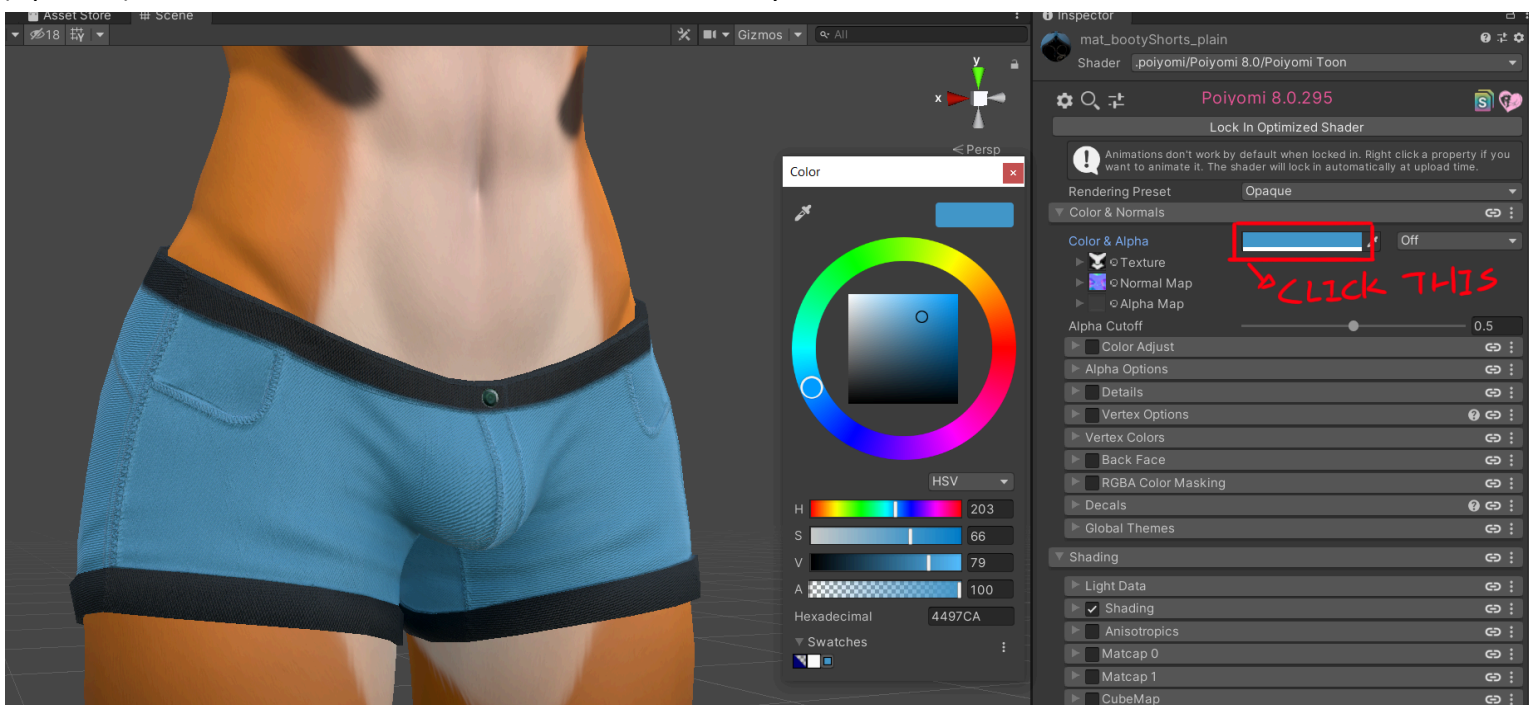 Asset Store # Scene
Inspector
18 Gizmos All
mat_bootyShorts_plain
Shader .poiyomi/Poiyomi 8.0/Poiyomi Toon
y
x
Persp
Poiyomi 8.0.295
S
Lock In Optimized Shader
Animations don't work by default when locked in. Right click a property if you
want to animate it. The shader will lock in automatically at upload time.
Rendering Preset Opaque
Color & Normals
Color & Alpha Off
CLICK THIS
Texture
Normal Map
Alpha Map
Alpha Cutoff 0.5
Color Adjust
Alpha Options
Details
Vertex Options
Vertex Colors
Back Face
RGBA Color Masking
Decals
Global Themes
Shading
Light Data
Shading
Anisotropics
Matcap 0
Matcap 1
CubeMap
Color
HSV
H 203
S 66
V 79
A 100
Hexadecimal 4497CA
Swatches